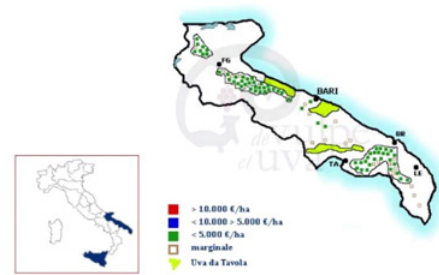 FG
BARI
BR
TA
LE
> 10.000 €/ha
< 10.000 > 5.000 €/ha
< 5.000 €/ha
marginale
Uva da Tavola